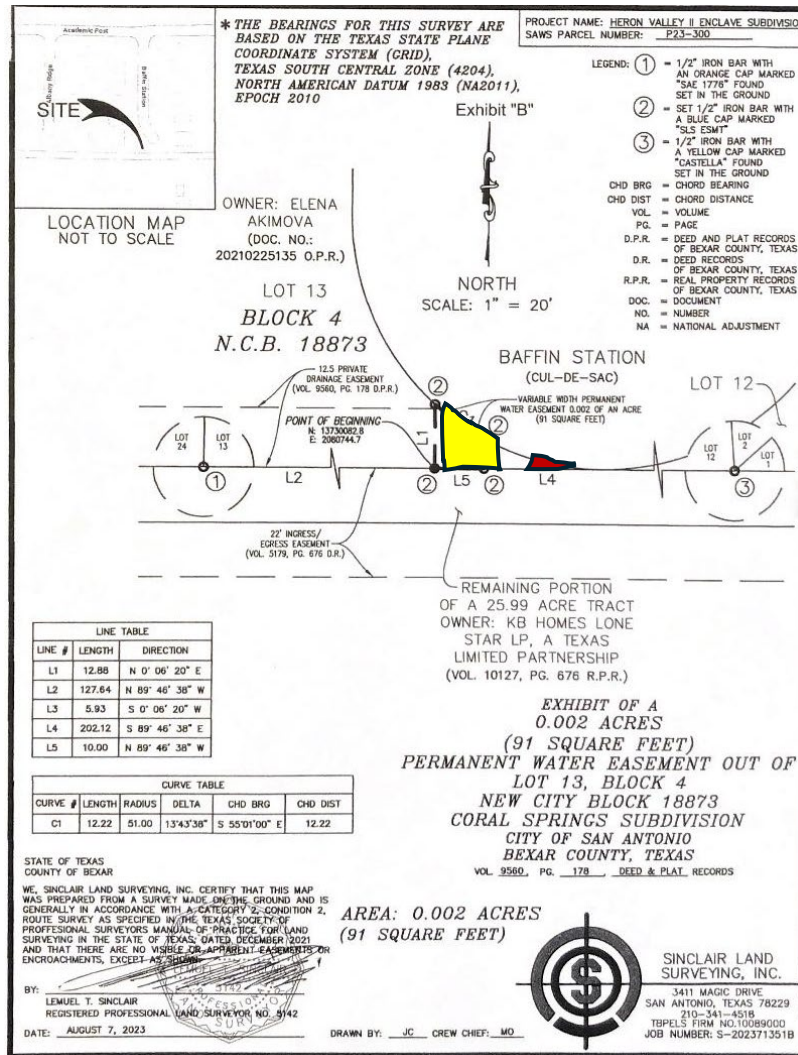 * THE BEARINGS FOR THIS SURVEY ARE
BASED ON THE TEXAS STATE PLANE
COORDINATE SYSTEM (GRID),
TEXAS SOUTH CENTRAL ZONE (4204),
NORTH AMERICAN DATUM 1983 (NA2011),
EPOCH 2010
PROJECT NAME: HERON VALLEY II ENCLAVE SUBDIVISIO
SAWS PARCEL NUMBER: P23-300
Academic Post
Albany Ridge
Baffin Station
SITE
LOCATION MAP
NOT TO SCALE
LEGEND: 1 = 1/2" IRON BAR WITH
AN ORANGE CAP MARKED
"SAE 1776" FOUND
SET IN THE GROUND
2 = SET 1/2" IRON BAR WITH
A BLUE CAP MARKED
"SLS ESMT"
3 = 1/2" IRON BAR WITH
A YELLOW CAP MARKED
"CASTELLA" FOUND
SET IN THE GROUND
CHD BRG = CHORD BEARING
CHD DIST = CHORD DISTANCE
VOL. = VOLUME
PG. = PAGE
D.P.R. = DEED AND PLAT RECORDS
OF BEXAR COUNTY, TEXAS
D.R. = DEED RECORDS
OF BEXAR COUNTY, TEXAS
R.P.R. = REAL PROPERTY RECORDS
OF BEXAR COUNTY, TEXAS
DOC. = DOCUMENT
NO. = NUMBER
NA = NATIONAL ADJUSTMENT
Exhibit "B"
NORTH
SCALE: 1" = 20'
OWNER: ELENA
AKIMOVA
(DOC. NO.:
20210225135 O.P.R.)
LOT 13
BLOCK 4
N.C.B. 18873
12.5 PRIVATE
DRAINAGE EASEMENT
(VOL. 9560, PG. 178 D.P.R.)
BAFFIN STATION
(CUL-DE-SAC)
LOT 12
VARIABLE WIDTH PERMANENT
WATER EASEMENT 0.002 OF AN ACRE
(91 SQUARE FEET)
POINT OF BEGINNING
N: 13730082.8
E: 2080744.7
2
2
L1
LOT
24
LOT
13
LOT
12
LOT
2
LOT
1
1
L2
2
L5
2
L4
3
22' INGRESS/
EGRESS EASEMENT
(VOL. 5179, PG. 676 D.R.)
REMAINING PORTION
OF A 25.99 ACRE TRACT
OWNER: KB HOMES LONE
STAR LP, A TEXAS
LIMITED PARTNERSHIP
(VOL. 10127, PG. 676 R.P.R.)
LINE TABLE
LINE # LENGTH DIRECTION
L1 12.88 N 0° 06' 20" E
L2 127.64 N 89° 46' 38" W
L3 5.93 S 0° 06' 20" W
L4 202.12 S 89° 46' 38" E
L5 10.00 N 89° 46' 38" W
CURVE TABLE
CURVE # LENGTH RADIUS DELTA CHD BRG CHD DIST
C1 12.22 51.00 13°43'38" S 55°01'00" E 12.22
EXHIBIT OF A
0.002 ACRES
(91 SQUARE FEET)
PERMANENT WATER EASEMENT OUT OF
LOT 13, BLOCK 4
NEW CITY BLOCK 18873
CORAL SPRINGS SUBDIVISION
CITY OF SAN ANTONIO
BEXAR COUNTY, TEXAS
VOL. 9560, PG. 178, DEED & PLAT RECORDS
STATE OF TEXAS
COUNTY OF BEXAR
WE, SINCLAIR LAND SURVEYING, INC. CERTIFY THAT THIS MAP
WAS PREPARED FROM A SURVEY MADE ON THE GROUND AND IS
GENERALLY IN ACCORDANCE WITH A CATEGORY 2, CONDITION 2,
ROUTE SURVEY AS SPECIFIED IN THE TEXAS SOCIETY OF
PROFFESIONAL SURVEYORS MANUAL OF PRACTICE FOR LAND
SURVEYING IN THE STATE OF TEXAS, DATED DECEMBER 2021
AND THAT THERE ARE NO VISIBLE OR APPARENT EASEMENTS OR
ENCROACHMENTS, EXCEPT AS SHOWN.
BY:
LEMUEL T. SINCLAIR
REGISTERED PROFESSIONAL LAND SURVEYOR NO. 5142
DATE: AUGUST 7, 2023
AREA: 0.002 ACRES
(91 SQUARE FEET)
DRAWN BY: JC CREW CHIEF: MO
SINCLAIR LAND
SURVEYING, INC.
3411 MAGIC DRIVE
SAN ANTONIO, TEXAS 78229
210-341-4518
TBPELS FIRM NO.10089000
JOB NUMBER: S-202371351B